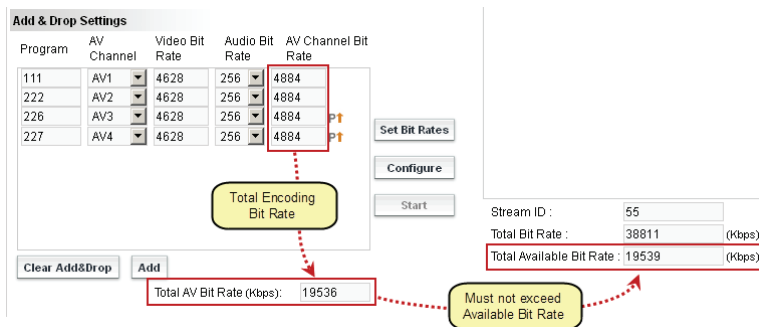 Add & Drop Settings
Program AV Channel Video Bit Rate Audio Bit Rate AV Channel Bit Rate
111 AV1 4628 256 4884
222 AV2 4628 256 4884
226 AV3 4628 256 4884 P
227 AV4 4628 256 4884 P
Set Bit Rates
Configure
Start
Total Encoding
Bit Rate
Stream ID : 55
Total Bit Rate : 38811 (Kbps)
Total Available Bit Rate : 19539 (Kbps)
Clear Add&Drop Add
Total AV Bit Rate (Kbps): 19536
Must not exceed
Available Bit Rate